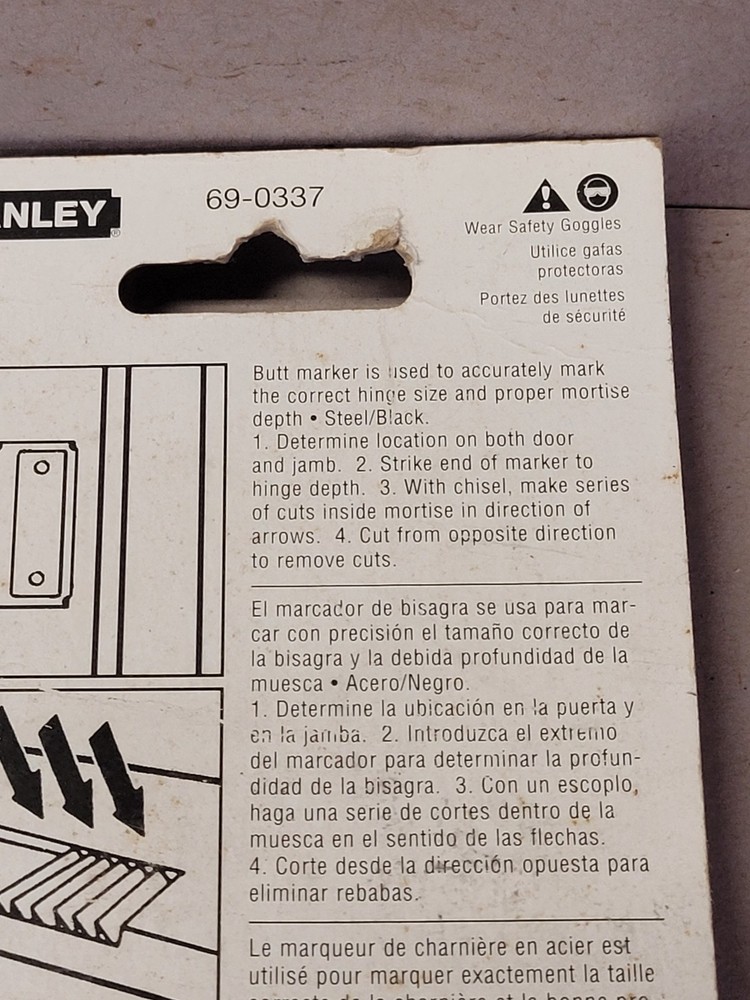 NLEY®
69-0337
Wear Safety Goggles
Utilice gafas
protectoras
Portez des lunettes
de sécurité
Butt marker is used to accurately mark
the correct hinge size and proper mortise
depth • Steel/Black.
1. Determine location on both door
and jamb. 2. Strike end of marker to
hinge depth. 3. With chisel, make series
of cuts inside mortise in direction of
arrows. 4. Cut from opposite direction
to remove cuts.
El marcador de bisagra se usa para mar-
car con precisión el tamaño correcto de
la bisagra y la debida profundidad de la
muesca • Acero/Negro.
1. Determine la ubicación en la puerta y
en la jamba. 2. Introduzca el extremo
del marcador para determinar la profun-
didad de la bisagra. 3. Con un escoplo,
haga una serie de cortes dentro de la
muesca en el sentido de las flechas.
4. Corte desde la dirección opuesta para
eliminar rebabas.
Le marqueur de charnière en acier est
utilisé pour marquer exactement la taille
correcte de la charnière et la bonne pro-